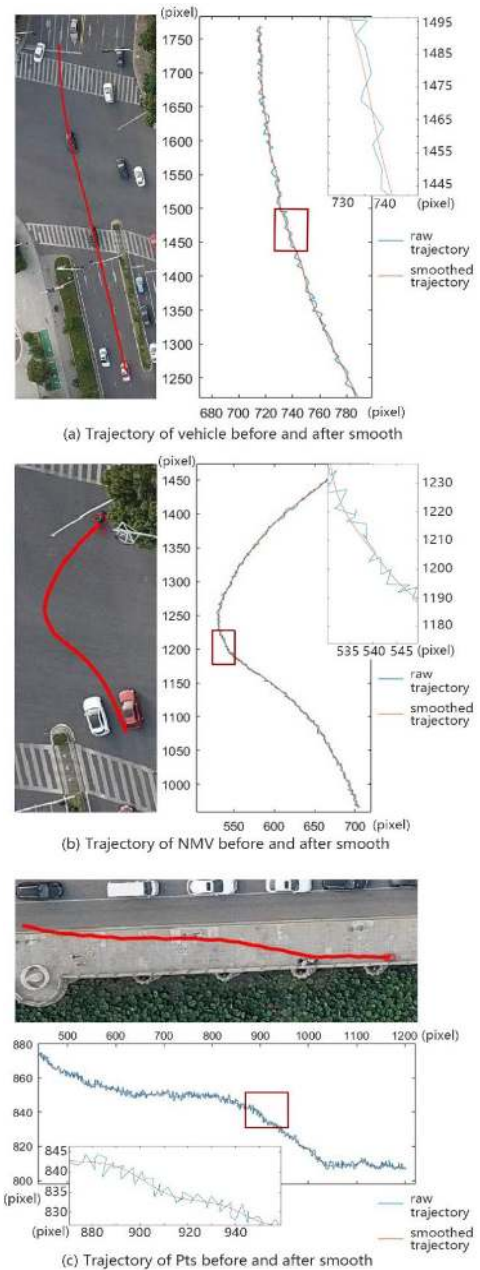 (pixel)
1750
1700
1650
1600
1550
1500
1450
1400
1350
1300
1250
680 700 720 740 760 780
(pixel)
1495
1485
1475
1465
1455
1445
730 740
(pixel)
raw
trajectory
smoothed
trajectory
(a) Trajectory of vehicle before and after smooth
(pixel)
1450
1400
1350
1300
1250
1200
1150
1100
1050
1000
550 600 650 700 (pixel)
1230
1220
1210
1200
1190
1180
535 540 545
(pixel)
raw
trajectory
smoothed
trajectory
(b) Trajectory of NMV before and after smooth
500 600 700 800 900 1000 1100 1200
(pixel)
880
860
840
820
800
(pixel)
845
840
835
830
(pixel) 880 900 920 940
raw
trajectory
smoothed
trajectory
(c) Trajectory of Pts before and after smooth